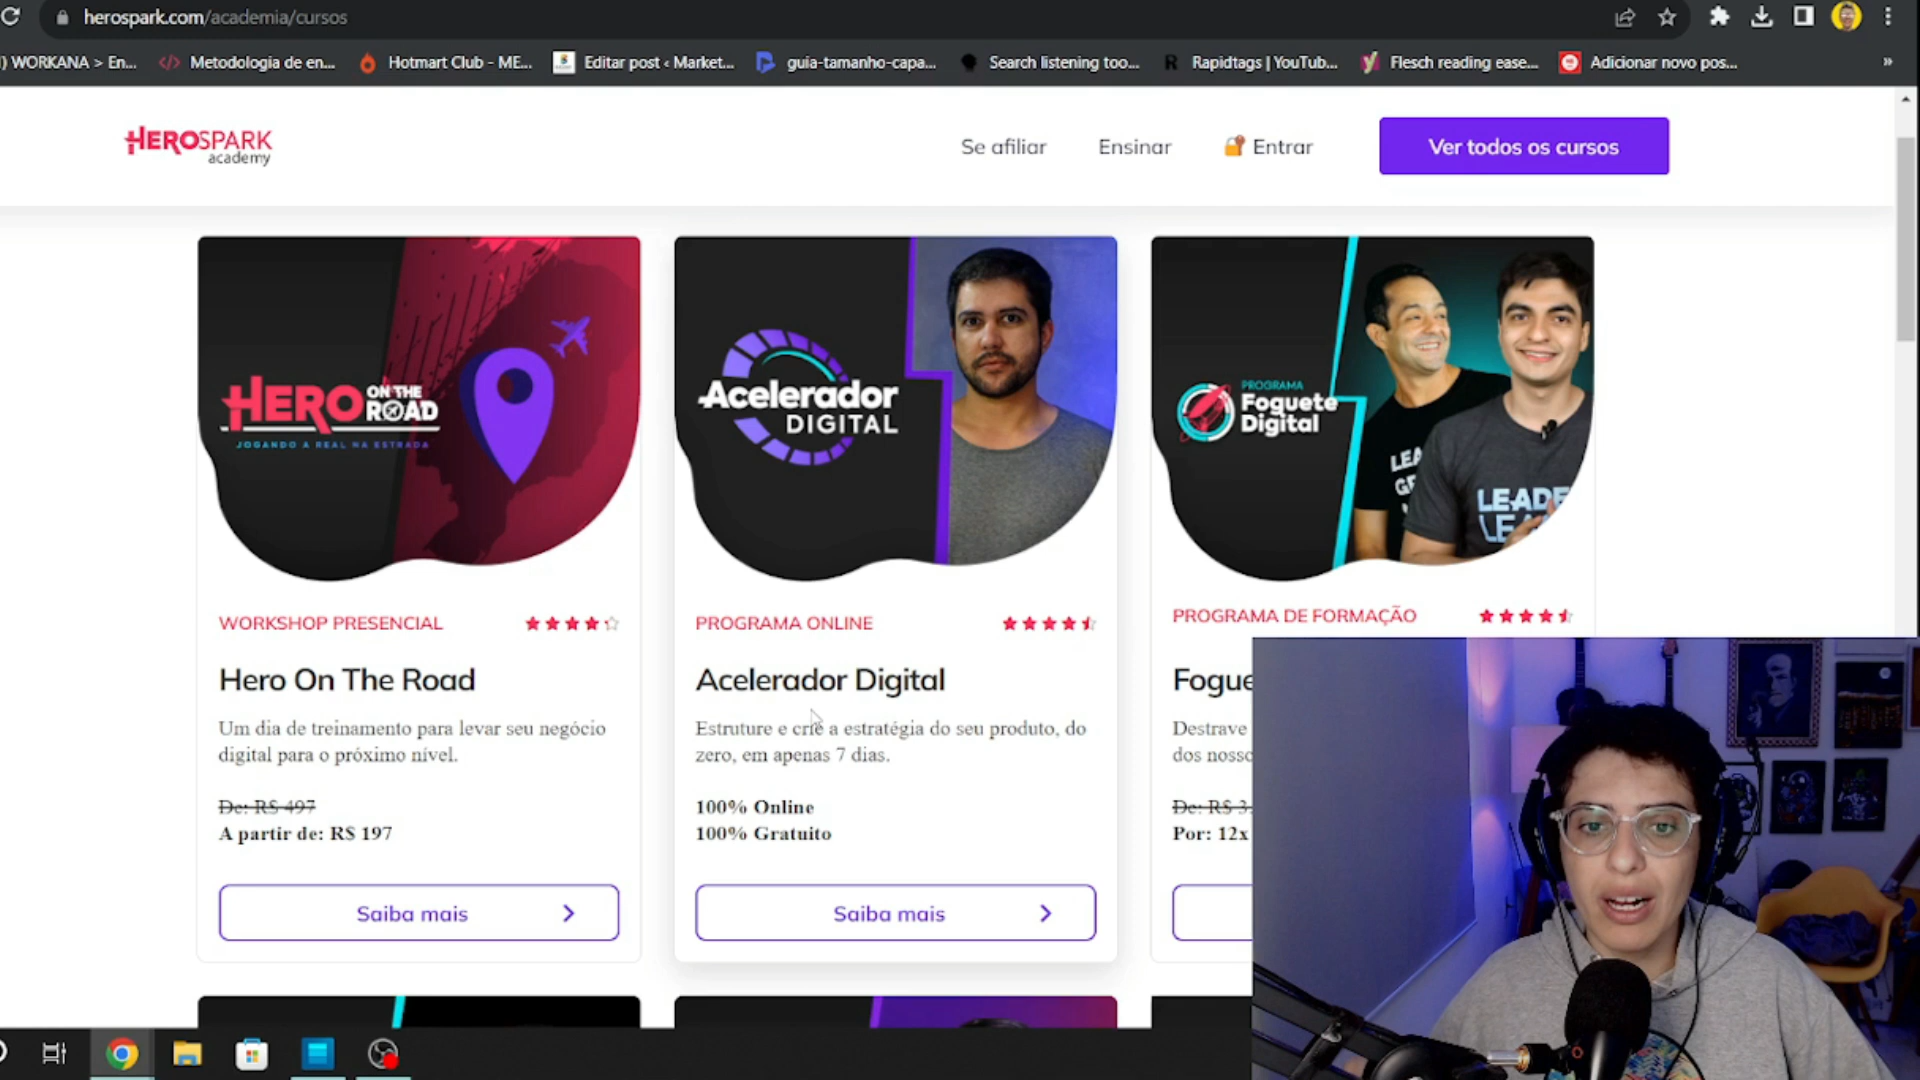 herospark.com/academia/cursos
) WORKANA > En...
Metodologia de en...
Hotmart Club - ME...
Editar post ‹ Market...
guia-tamanho-capa...
Search listening too...
Rapidtags | YouTub...
Flesch reading ease...
Adicionar novo pos...
»
HEROSPARK
academy
Se afiliar
Ensinar
Entrar
Ver todos os cursos
HERO ON THE ROAD
JOGANDO A REAL NA ESTRADA
Acelerador
DIGITAL
PROGRAMA
Foguete
Digital
LEADE
WORKSHOP PRESENCIAL
Hero On The Road
Um dia de treinamento para levar seu negócio
digital para o próximo nível.
De: R$ 497
A partir de: R$ 197
Saiba mais
PROGRAMA ONLINE
Acelerador Digital
Estruture e crie a estratégia do seu produto, do
zero, em apenas 7 dias.
100% Online
100% Gratuito
Saiba mais
PROGRAMA DE FORMAÇÃO
Fogue
Destrave
dos nosso
De: R$ 3.
Por: 12x